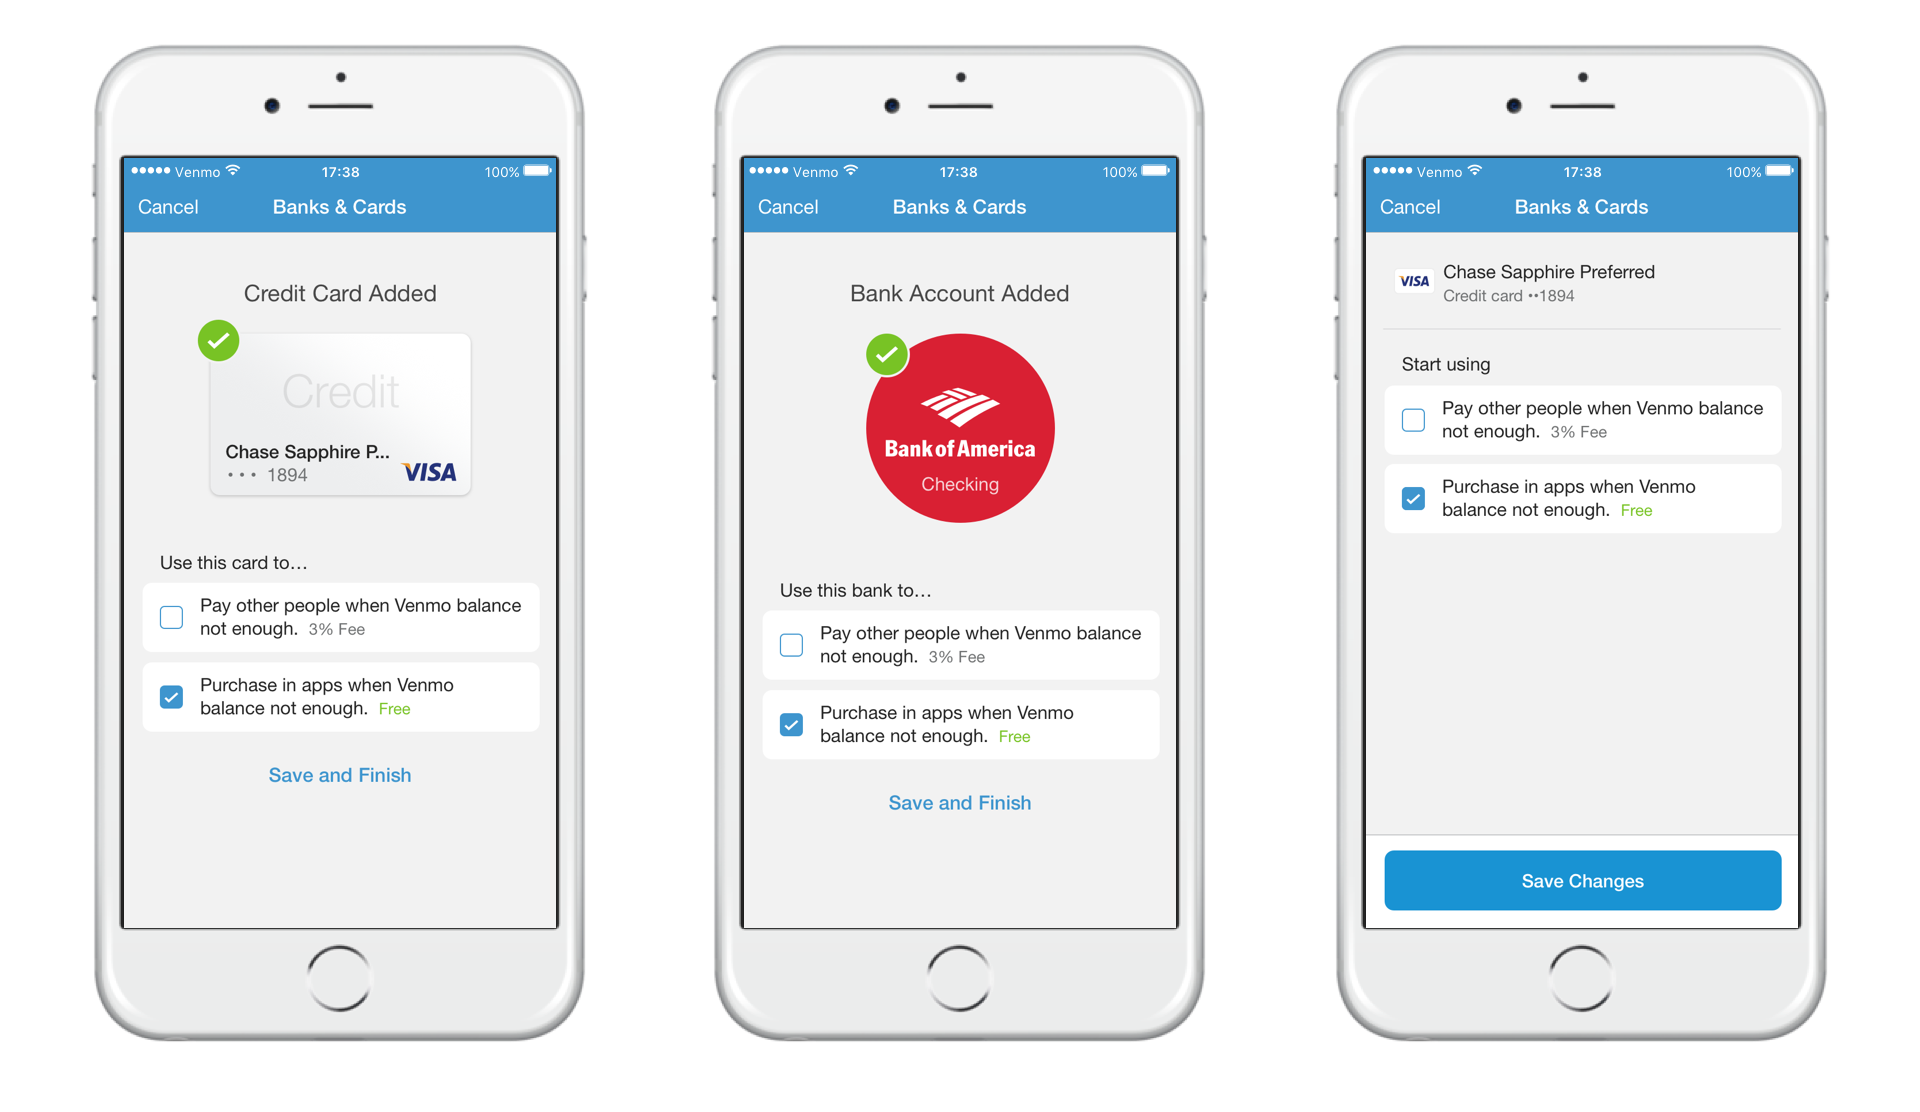 Venmo 17:38 100%
Cancel Banks & Cards
Credit Card Added
Credit
Chase Sapphire P...
••• 1894 VISA
Use this card to…
Pay other people when Venmo balance
not enough. 3% Fee
Purchase in apps when Venmo
balance not enough. Free
Save and Finish
Venmo 17:38 100%
Cancel Banks & Cards
Bank Account Added
Bank of America
Checking
Use this bank to…
Pay other people when Venmo balance
not enough. 3% Fee
Purchase in apps when Venmo
balance not enough. Free
Save and Finish
Venmo 17:38 100%
Cancel Banks & Cards
VISA Chase Sapphire Preferred
Credit card ••1894
Start using
Pay other people when Venmo balance
not enough. 3% Fee
Purchase in apps when Venmo
balance not enough. Free
Save Changes